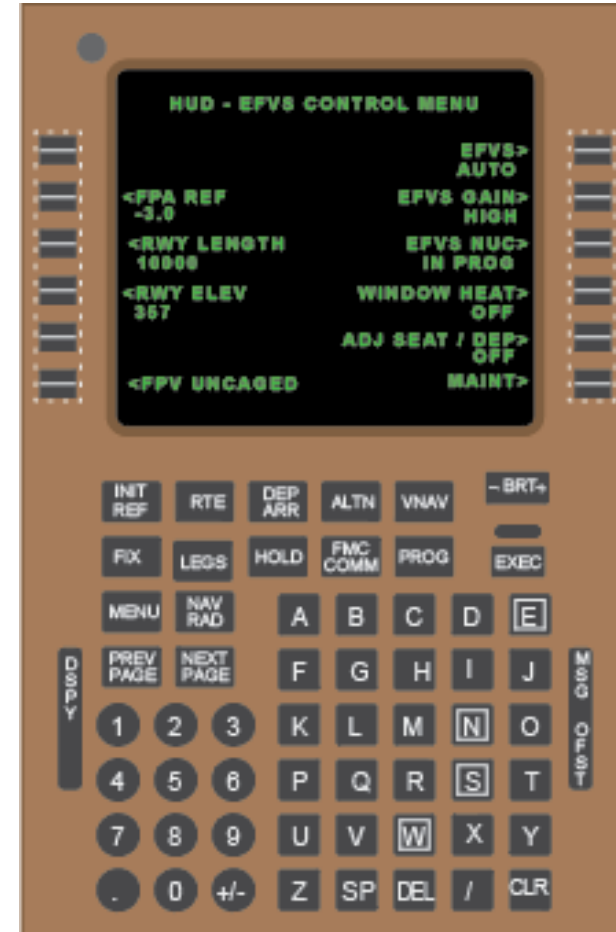 HUD - EFVS CONTROL MENU
EFVS>
AUTO
<FPA REF EFVS GAIN>
-3.0 HIGH
<RWY LENGTH EFVS NUC>
10000 IN PROG
<RWY ELEV WINDOW HEAT>
357 OFF
ADJ SEAT / DEP>
OFF
<FPV UNCAGED MAINT>
INIT REF RTE DEP ARR ALTN VNAV - BRT+
FIX LEGS HOLD FMC COMM PROG EXEC
MENU NAV RAD A B C D E
PREV PAGE NEXT PAGE F G H I J
DSPY
MSG OFST
1 2 3 K L M N O
4 5 6 P Q R S T
7 8 9 U V W X Y
. 0 +/- Z SP DEL / CLR